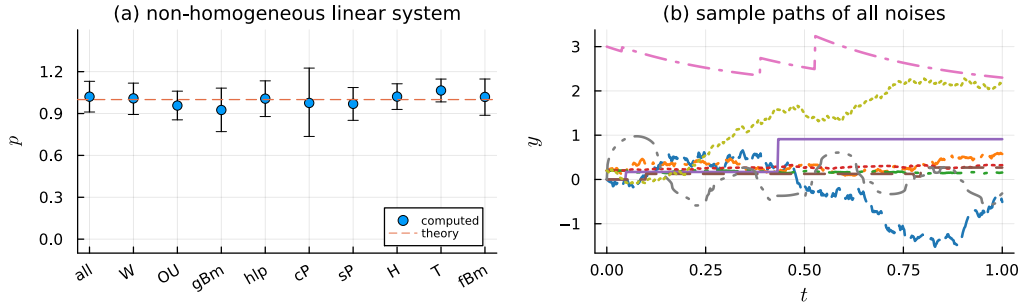 (a) non-homogeneous linear system
p
1.2
0.9
0.6
0.3
0.0
all
W
OU
gBm
hlp
cP
sP
H
T
fBm
computed
theory
(b) sample paths of all noises
y
3
2
1
0
−1
0.00
0.25
0.50
0.75
1.00
t